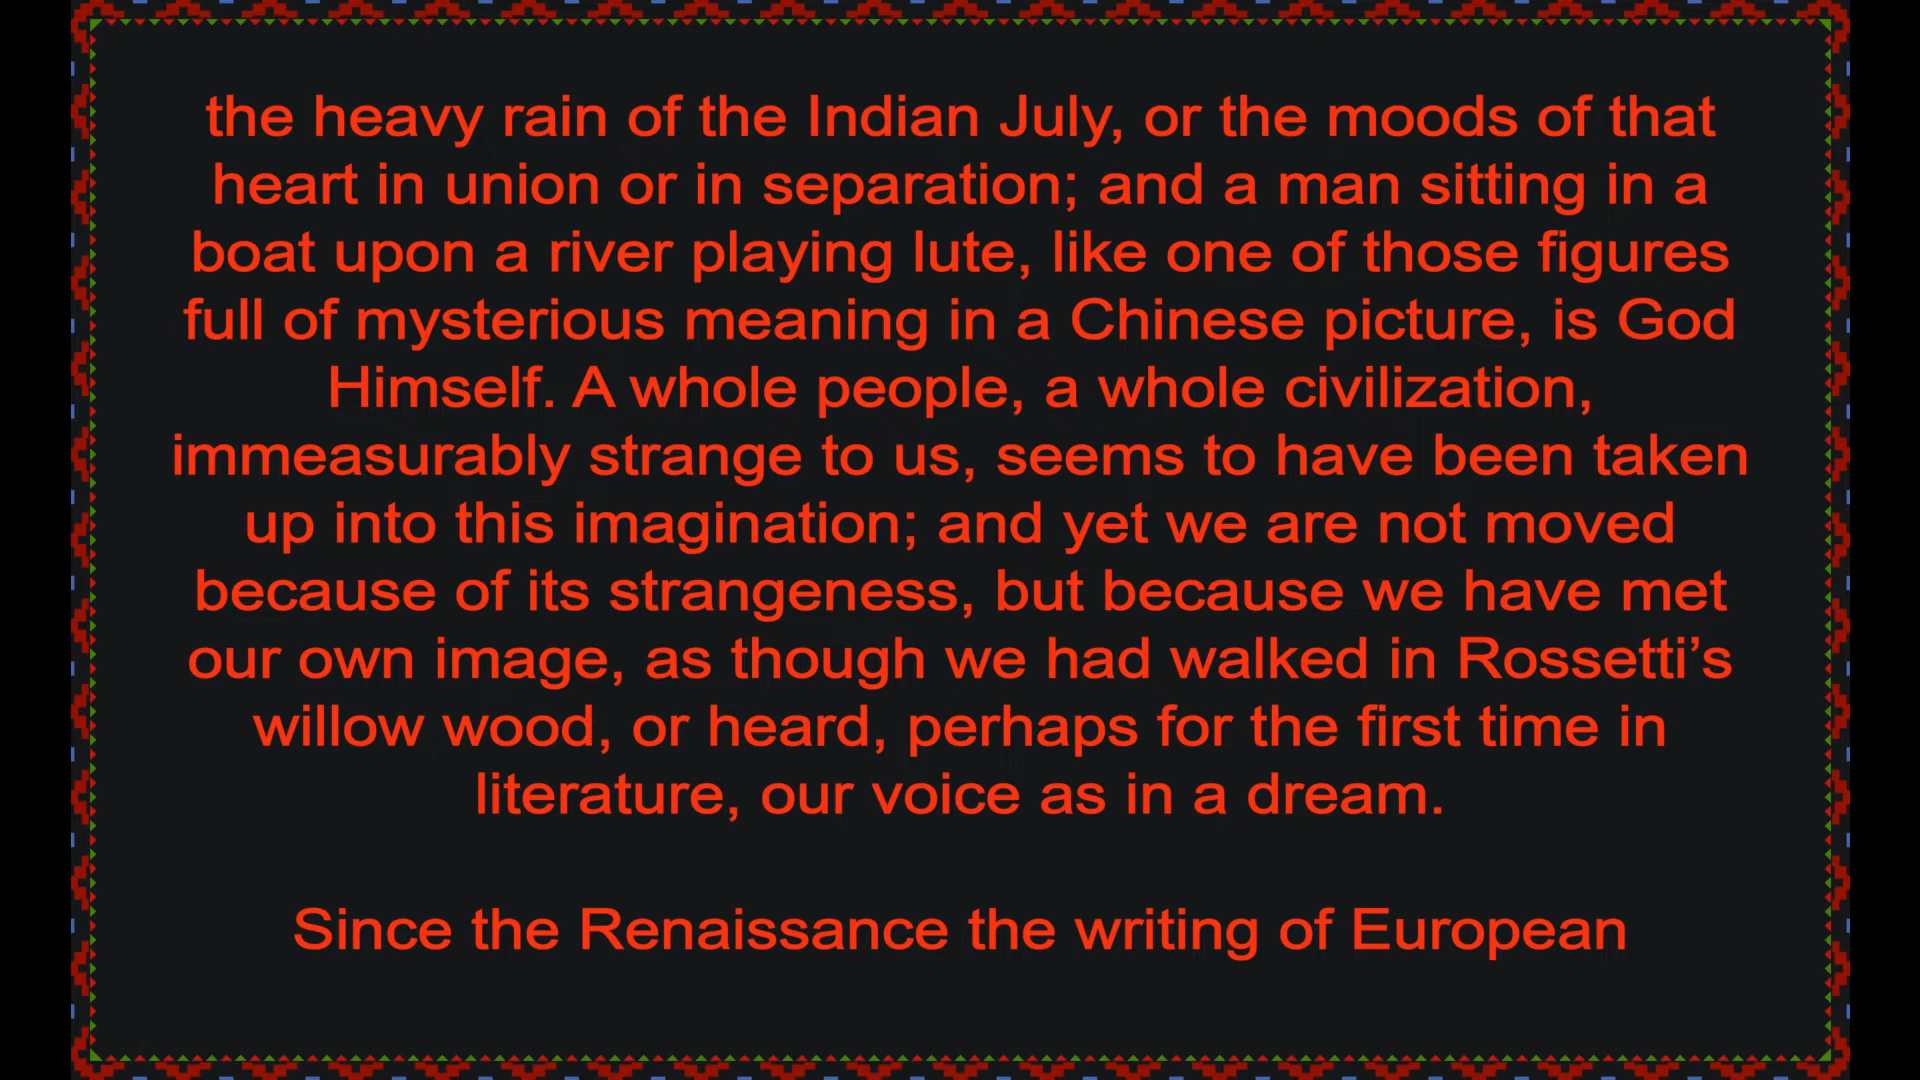 the heavy rain of the Indian July, or the moods of that
heart in union or in separation; and a man sitting in a
boat upon a river playing lute, like one of those figures
full of mysterious meaning in a Chinese picture, is God
Himself. A whole people, a whole civilization,
immeasurably strange to us, seems to have been taken
up into this imagination; and yet we are not moved
because of its strangeness, but because we have met
our own image, as though we had walked in Rossetti’s
willow wood, or heard, perhaps for the first time in
literature, our voice as in a dream.
Since the Renaissance the writing of European